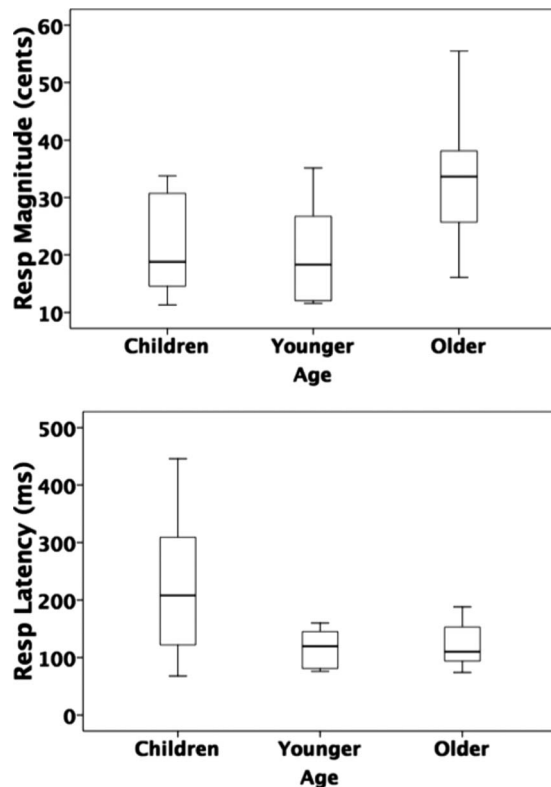 Resp Magnitude (cents)
60
50
40
30
20
10
Children Younger Older
Age
Resp Latency (ms)
500
400
300
200
100
0
Children Younger Older
Age